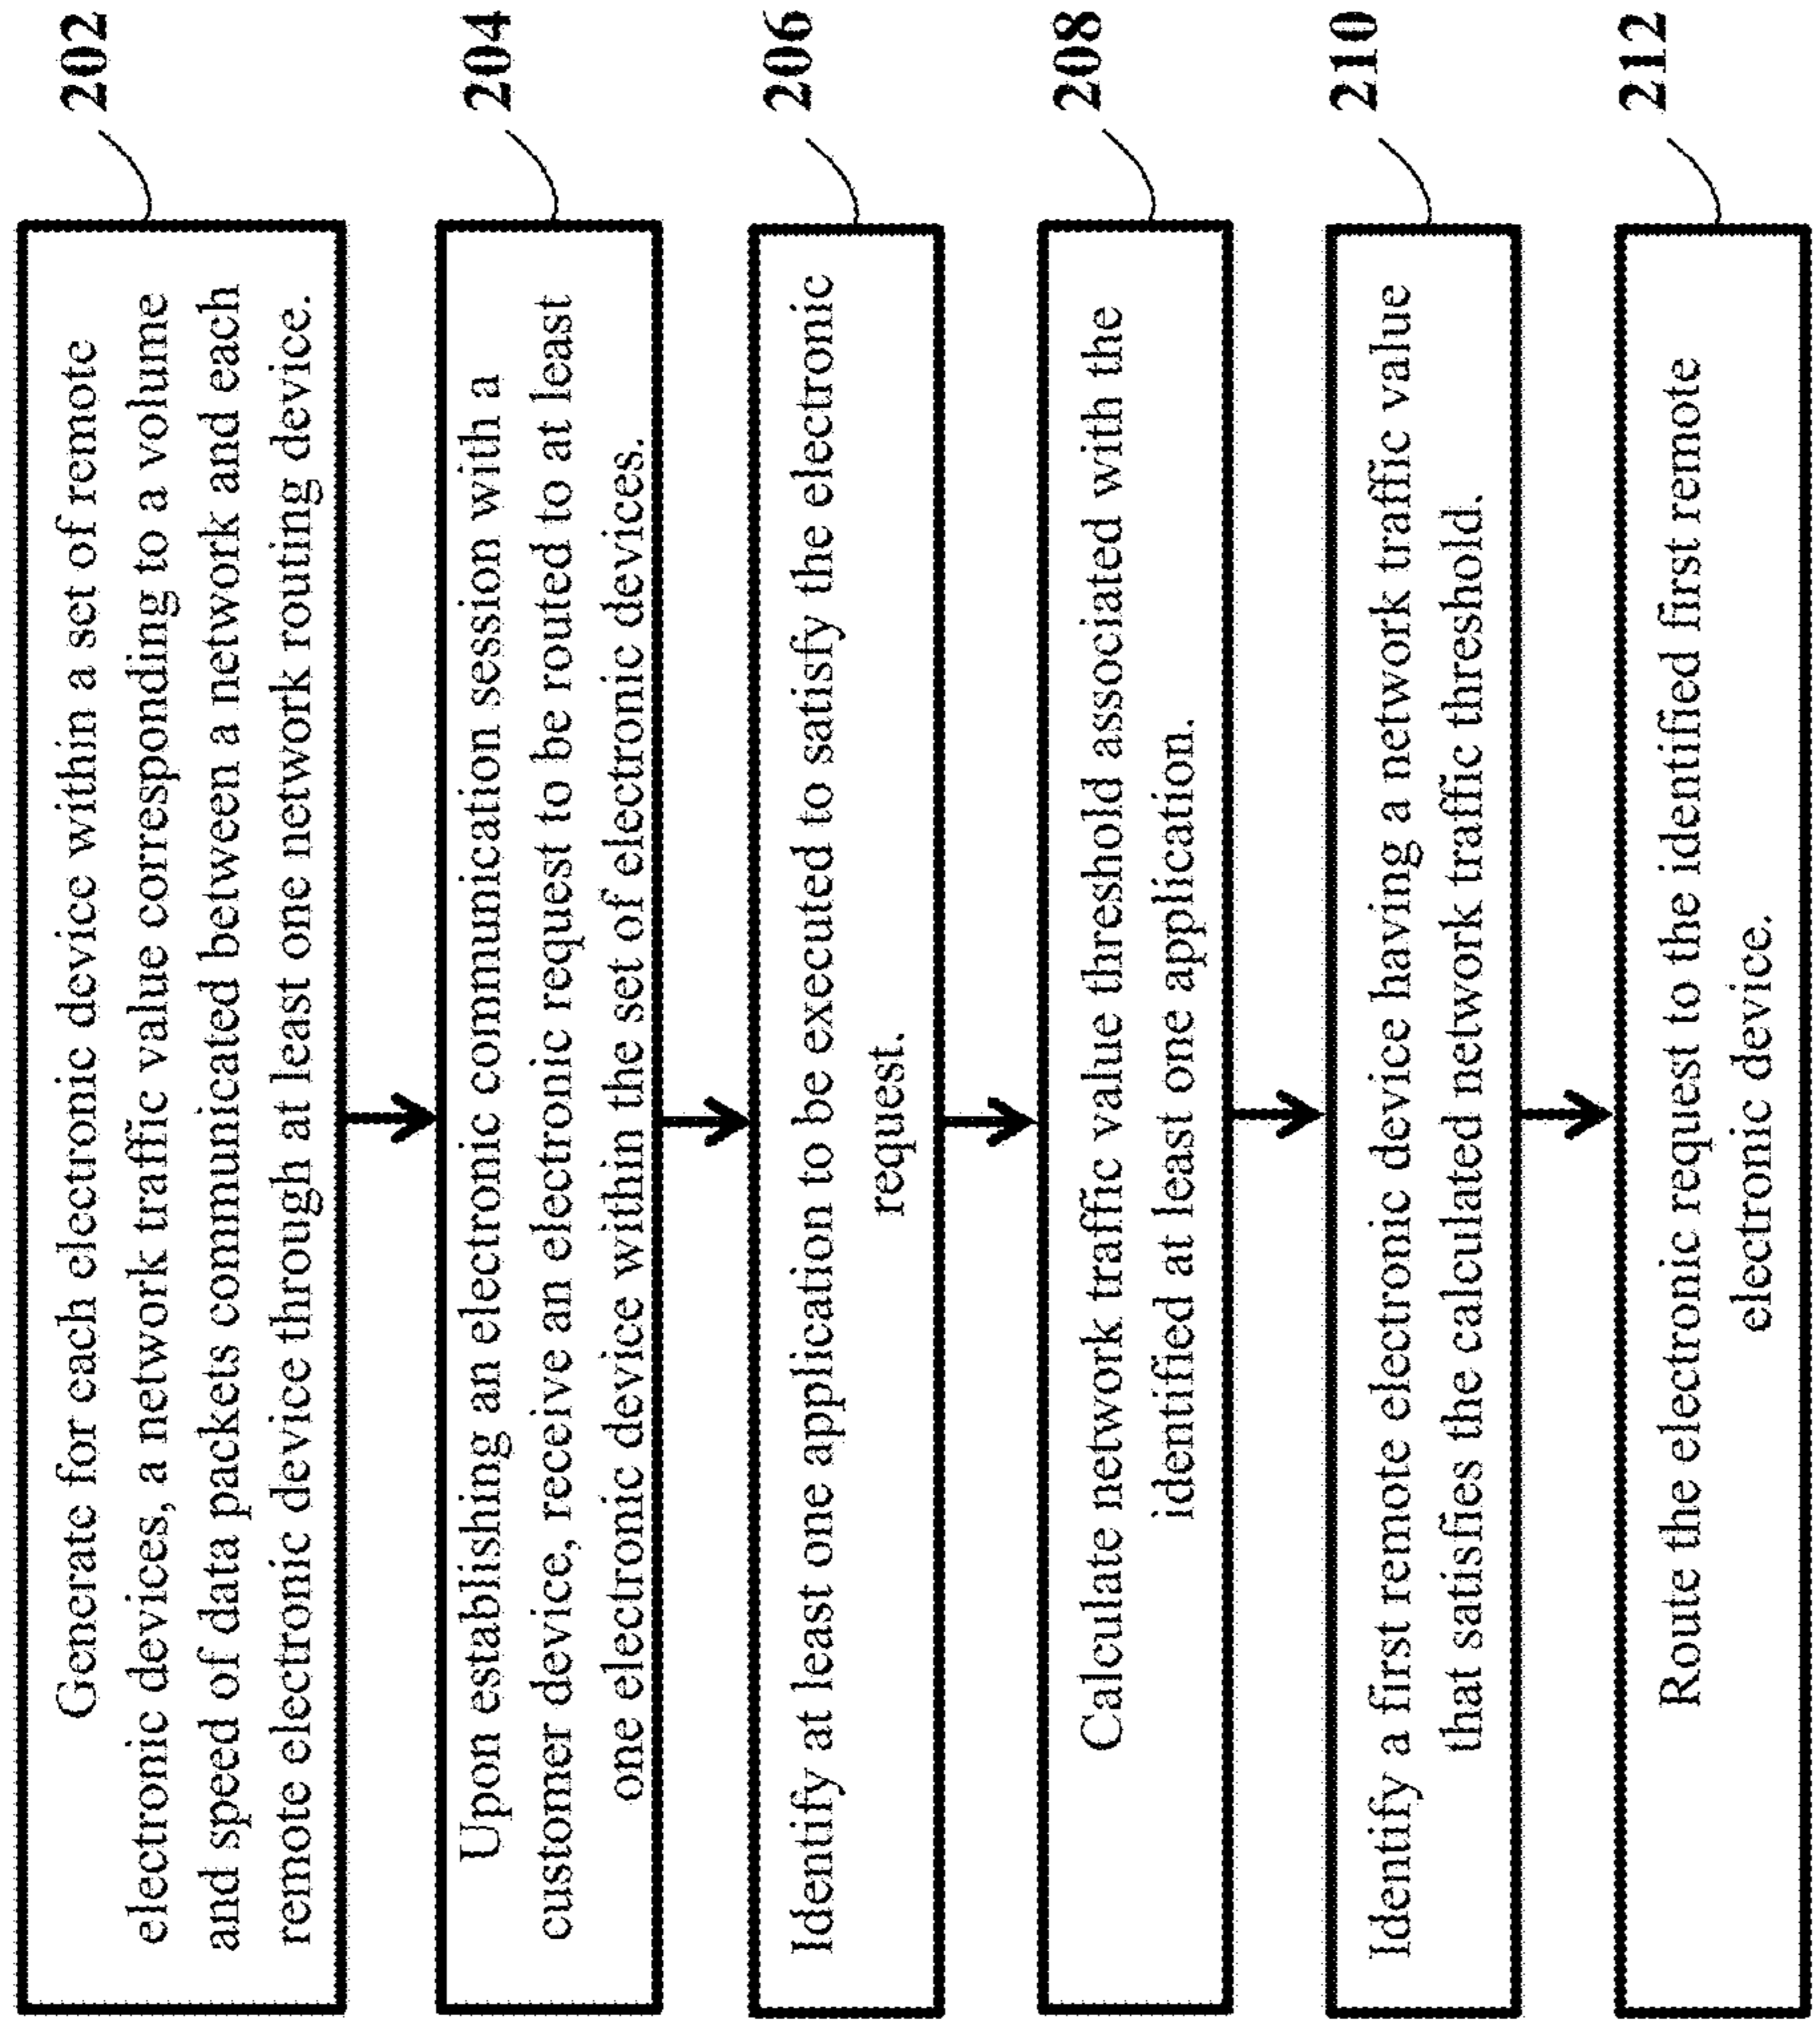 202
Generate for each electronic device within a set of remote
electronic devices, a network traffic value corresponding to a volume
and speed of data packets communicated between a network and each
remote electronic device through at least one network routing device.
204
Upon establishing an electronic communication session with a
customer device, receive an electronic request to be routed to at least
one electronic device within the set of electronic devices.
206
Identify at least one application to be executed to satisfy the electronic
request.
208
Calculate network traffic value threshold associated with the
identified at least one application.
210
Identify a first remote electronic device having a network traffic value
that satisfies the calculated network traffic threshold.
212
Route the electronic request to the identified first remote
electronic device.